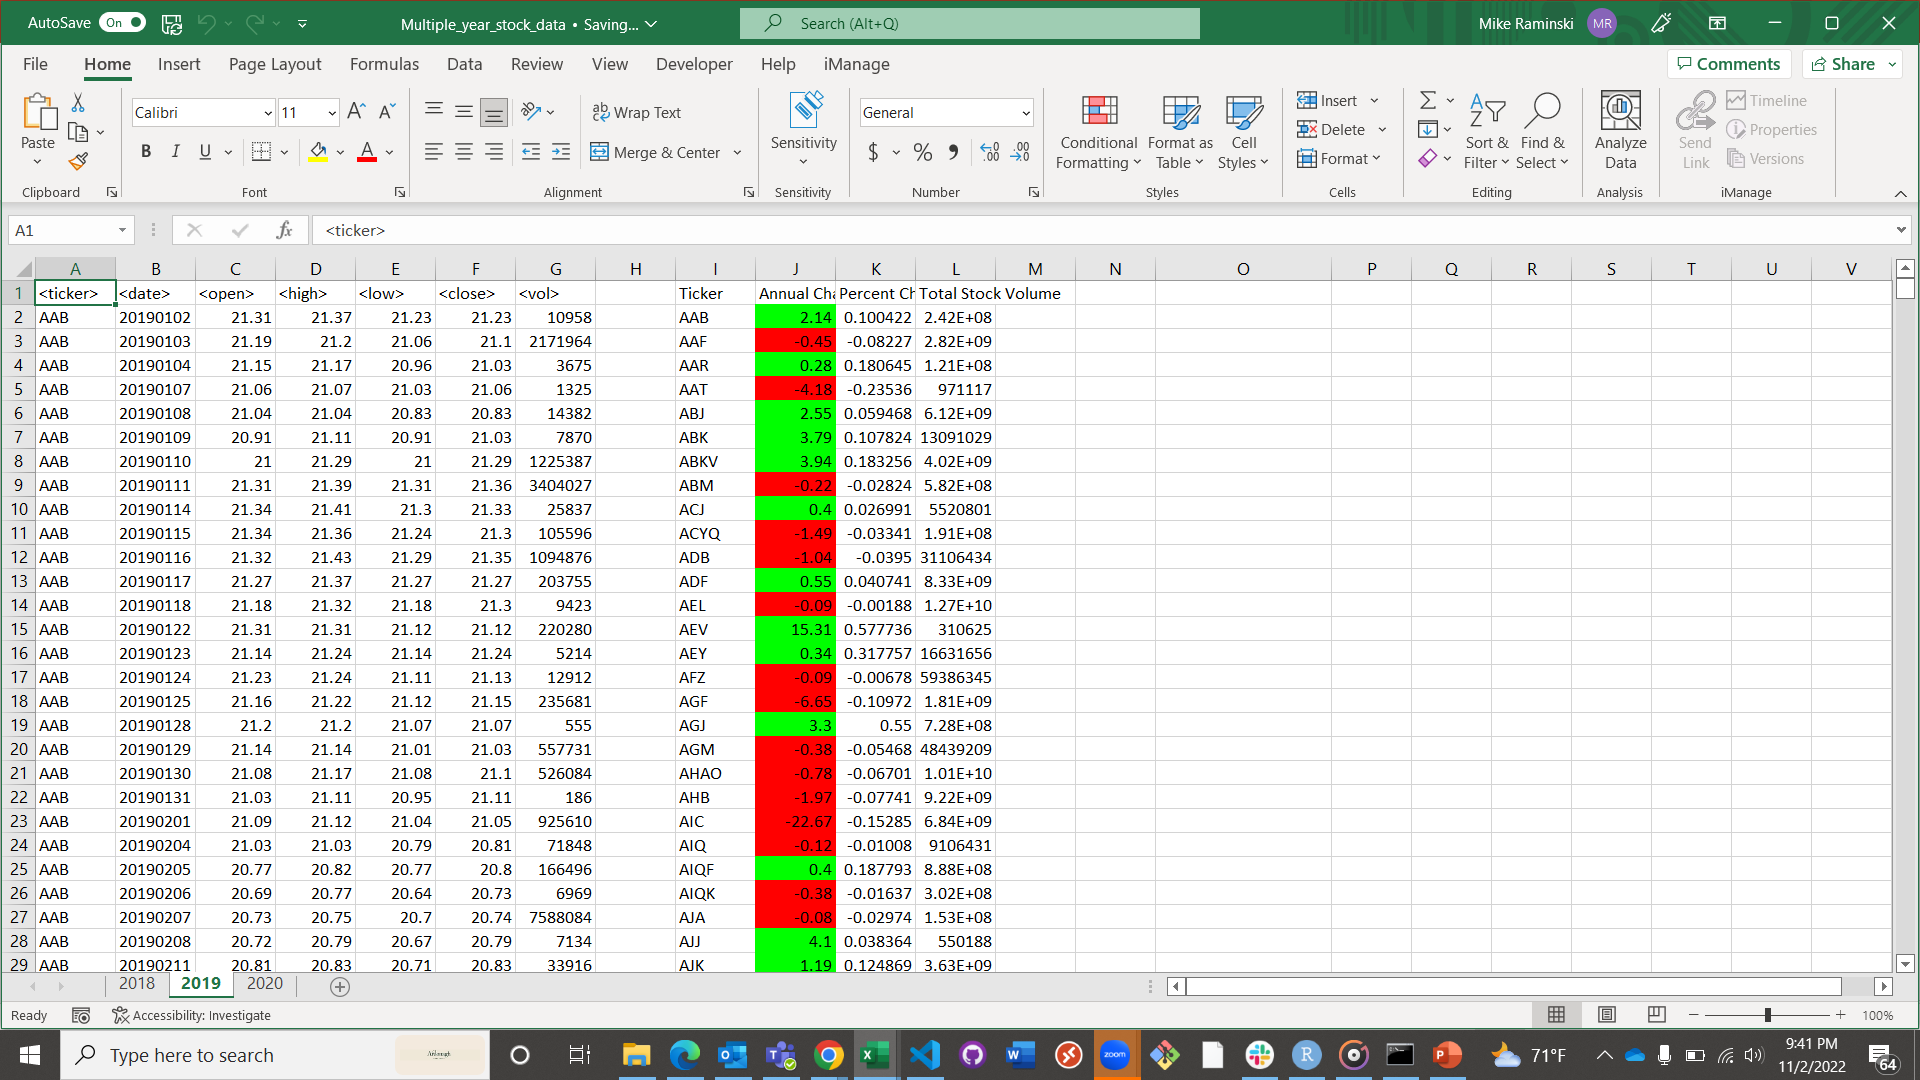 AutoSave On Multiple_year_stock_data • Saving... Search (Alt+Q) Mike Raminski MR
File Home Insert Page Layout Formulas Data Review View Developer Help iManage Comments Share
Paste Calibri 11 Wrap Text Sensitivity General Conditional Formatting Format as Table Cell Styles Insert Sort & Filter Find & Select Analyze Data Send Link Timeline
Delete Properties
B I U A Merge & Center $ % Format Versions
Clipboard Font Alignment Sensitivity Number Styles Cells Editing Analysis iManage
A1 fx <ticker>
A B C D E F G H I J K L M N O P Q R S T U V
1 <ticker> <date> <open> <high> <low> <close> <vol> Ticker Annual Cha Percent Ch Total Stock Volume
2 AAB 20190102 21.31 21.37 21.23 21.23 10958 AAB 2.14 0.100422 2.42E+08
3 AAB 20190103 21.19 21.2 21.06 21.1 2171964 AAF -0.45 -0.08227 2.82E+09
4 AAB 20190104 21.15 21.17 20.96 21.03 3675 AAR 0.28 0.180645 1.21E+08
5 AAB 20190107 21.06 21.07 21.03 21.06 1325 AAT -4.18 -0.23536 971117
6 AAB 20190108 21.04 21.04 20.83 20.83 14382 ABJ 2.55 0.059468 6.12E+09
7 AAB 20190109 20.91 21.11 20.91 21.03 7870 ABK 3.79 0.107824 13091029
8 AAB 20190110 21 21.29 21 21.29 1225387 ABKV 3.94 0.183256 4.02E+09
9 AAB 20190111 21.31 21.39 21.31 21.36 3404027 ABM -0.22 -0.02824 5.82E+08
10 AAB 20190114 21.34 21.41 21.3 21.33 25837 ACJ 0.4 0.026991 5520801
11 AAB 20190115 21.34 21.36 21.24 21.3 105596 ACYQ -1.49 -0.03341 1.91E+08
12 AAB 20190116 21.32 21.43 21.29 21.35 1094876 ADB -1.04 -0.0395 31106434
13 AAB 20190117 21.27 21.37 21.27 21.27 203755 ADF 0.55 0.040741 8.33E+09
14 AAB 20190118 21.18 21.32 21.18 21.3 9423 AEL -0.09 -0.00188 1.27E+10
15 AAB 20190122 21.31 21.31 21.12 21.12 220280 AEV 15.31 0.577736 310625
16 AAB 20190123 21.14 21.24 21.14 21.24 5214 AEY 0.34 0.317757 16631656
17 AAB 20190124 21.23 21.24 21.11 21.13 12912 AFZ -0.09 -0.00678 59386345
18 AAB 20190125 21.16 21.22 21.12 21.15 235681 AGF -6.65 -0.10972 1.81E+09
19 AAB 20190128 21.2 21.2 21.07 21.07 555 AGJ 3.3 0.55 7.28E+08
20 AAB 20190129 21.14 21.14 21.01 21.03 557731 AGM -0.38 -0.05468 48439209
21 AAB 20190130 21.08 21.17 21.08 21.1 526084 AHAO -0.78 -0.06701 1.01E+10
22 AAB 20190131 21.03 21.11 20.95 21.11 186 AHB -1.97 -0.07741 9.22E+09
23 AAB 20190201 21.09 21.12 21.04 21.05 925610 AIC -22.67 -0.15285 6.84E+09
24 AAB 20190204 21.03 21.03 20.79 20.81 71848 AIQ -0.12 -0.01008 9106431
25 AAB 20190205 20.77 20.82 20.77 20.8 166496 AIQF 0.4 0.187793 8.88E+08
26 AAB 20190206 20.69 20.77 20.64 20.73 6969 AIQK -0.38 -0.01637 3.02E+08
27 AAB 20190207 20.73 20.75 20.7 20.74 7588084 AJA -0.08 -0.02974 1.53E+08
28 AAB 20190208 20.72 20.79 20.67 20.79 7134 AJJ 4.1 0.038364 550188
29 AAB 20190211 20.81 20.83 20.71 20.83 33916 AJK 1.19 0.124869 3.63E+09
2018 2019 2020
Ready Accessibility: Investigate 100%
Type here to search zoom 71°F 9:41 PM
11/2/2022 64